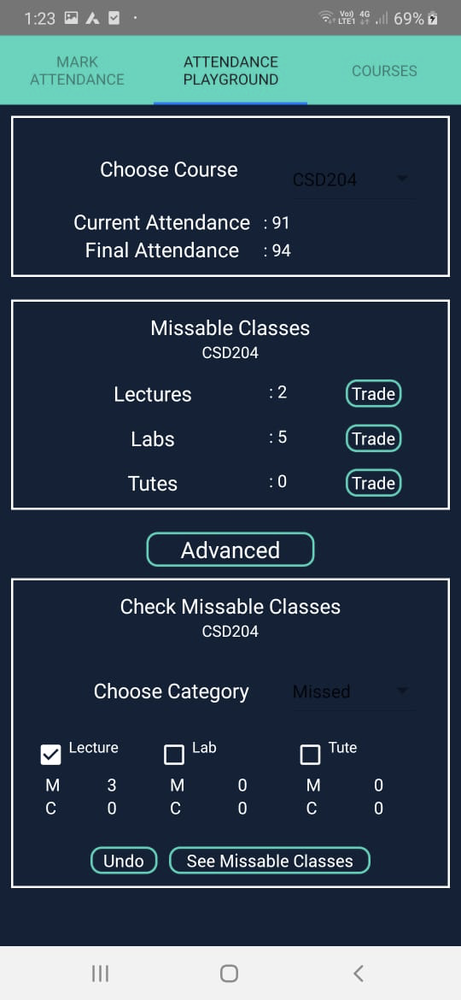 1:23
Vo) 4G
LTE1
69%
MARK
ATTENDANCE
ATTENDANCE
PLAYGROUND
COURSES
Choose Course
CSD204
Current Attendance : 91
Final Attendance : 94
Missable Classes
CSD204
Lectures : 2 Trade
Labs : 5 Trade
Tutes : 0 Trade
Advanced
Check Missable Classes
CSD204
Choose Category Missed
Lecture Lab Tute
M 3 M 0 M 0
C 0 C 0 C 0
Undo See Missable Classes